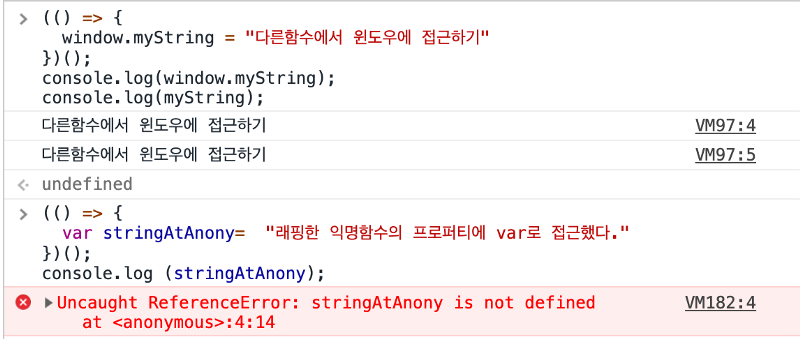 (() => {
window.myString = "다른함수에서 윈도우에 접근하기"
})();
console.log(window.myString);
console.log(myString);
다른함수에서 윈도우에 접근하기 VM97:4
다른함수에서 윈도우에 접근하기 VM97:5
undefined
(() => {
var stringAtAnony= "래핑한 익명함수의 프로퍼티에 var로 접근했다."
})();
console.log (stringAtAnony);
Uncaught ReferenceError: stringAtAnony is not defined VM182:4
at <anonymous>:4:14